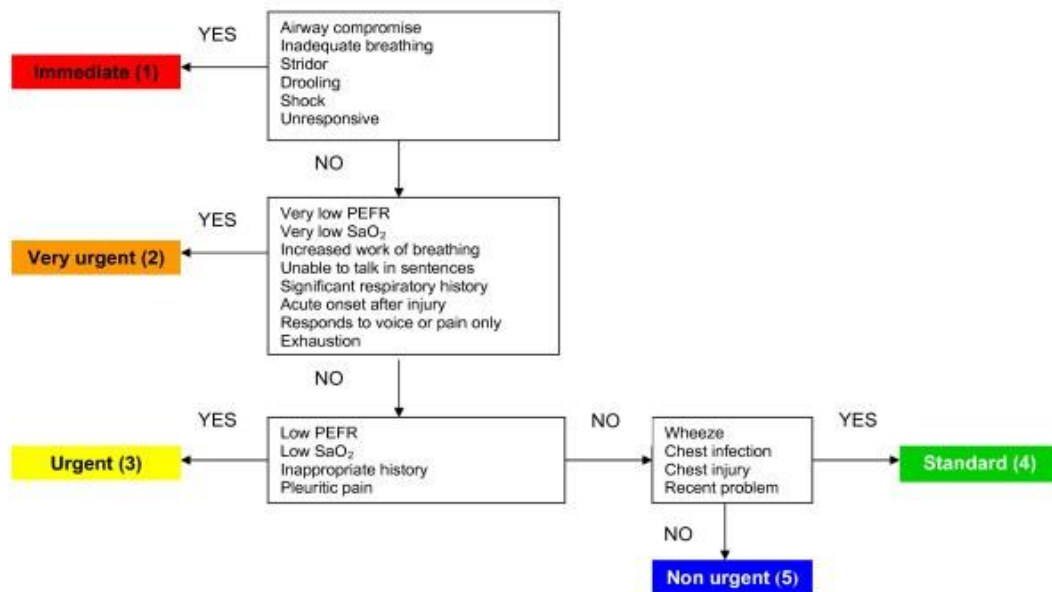 YES
Airway compromise
Inadequate breathing
Stridor
Drooling
Shock
Unresponsive
Immediate (1)
NO
YES
Very low PEFR
Very low SaO₂
Increased work of breathing
Unable to talk in sentences
Significant respiratory history
Acute onset after injury
Responds to voice or pain only
Exhaustion
Very urgent (2)
NO
YES
Low PEFR
Low SaO₂
Inappropriate history
Pleuritic pain
Urgent (3)
NO
Wheeze
Chest infection
Chest injury
Recent problem
YES
Standard (4)
NO
Non urgent (5)